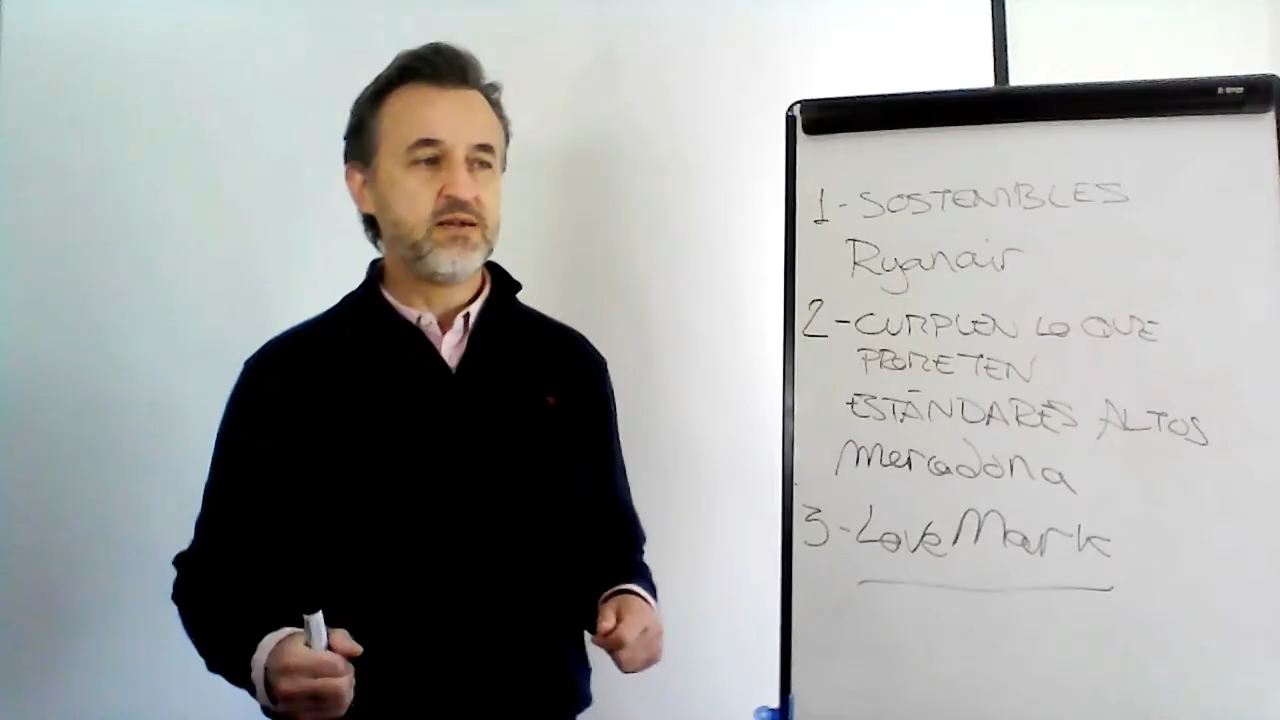 1-SOSTENIBLES
Ryanair
2-CUMPLEN LO QUE
PROMETEN
ESTÁNDARES ALTOS
Mercadona
3-LoveMark